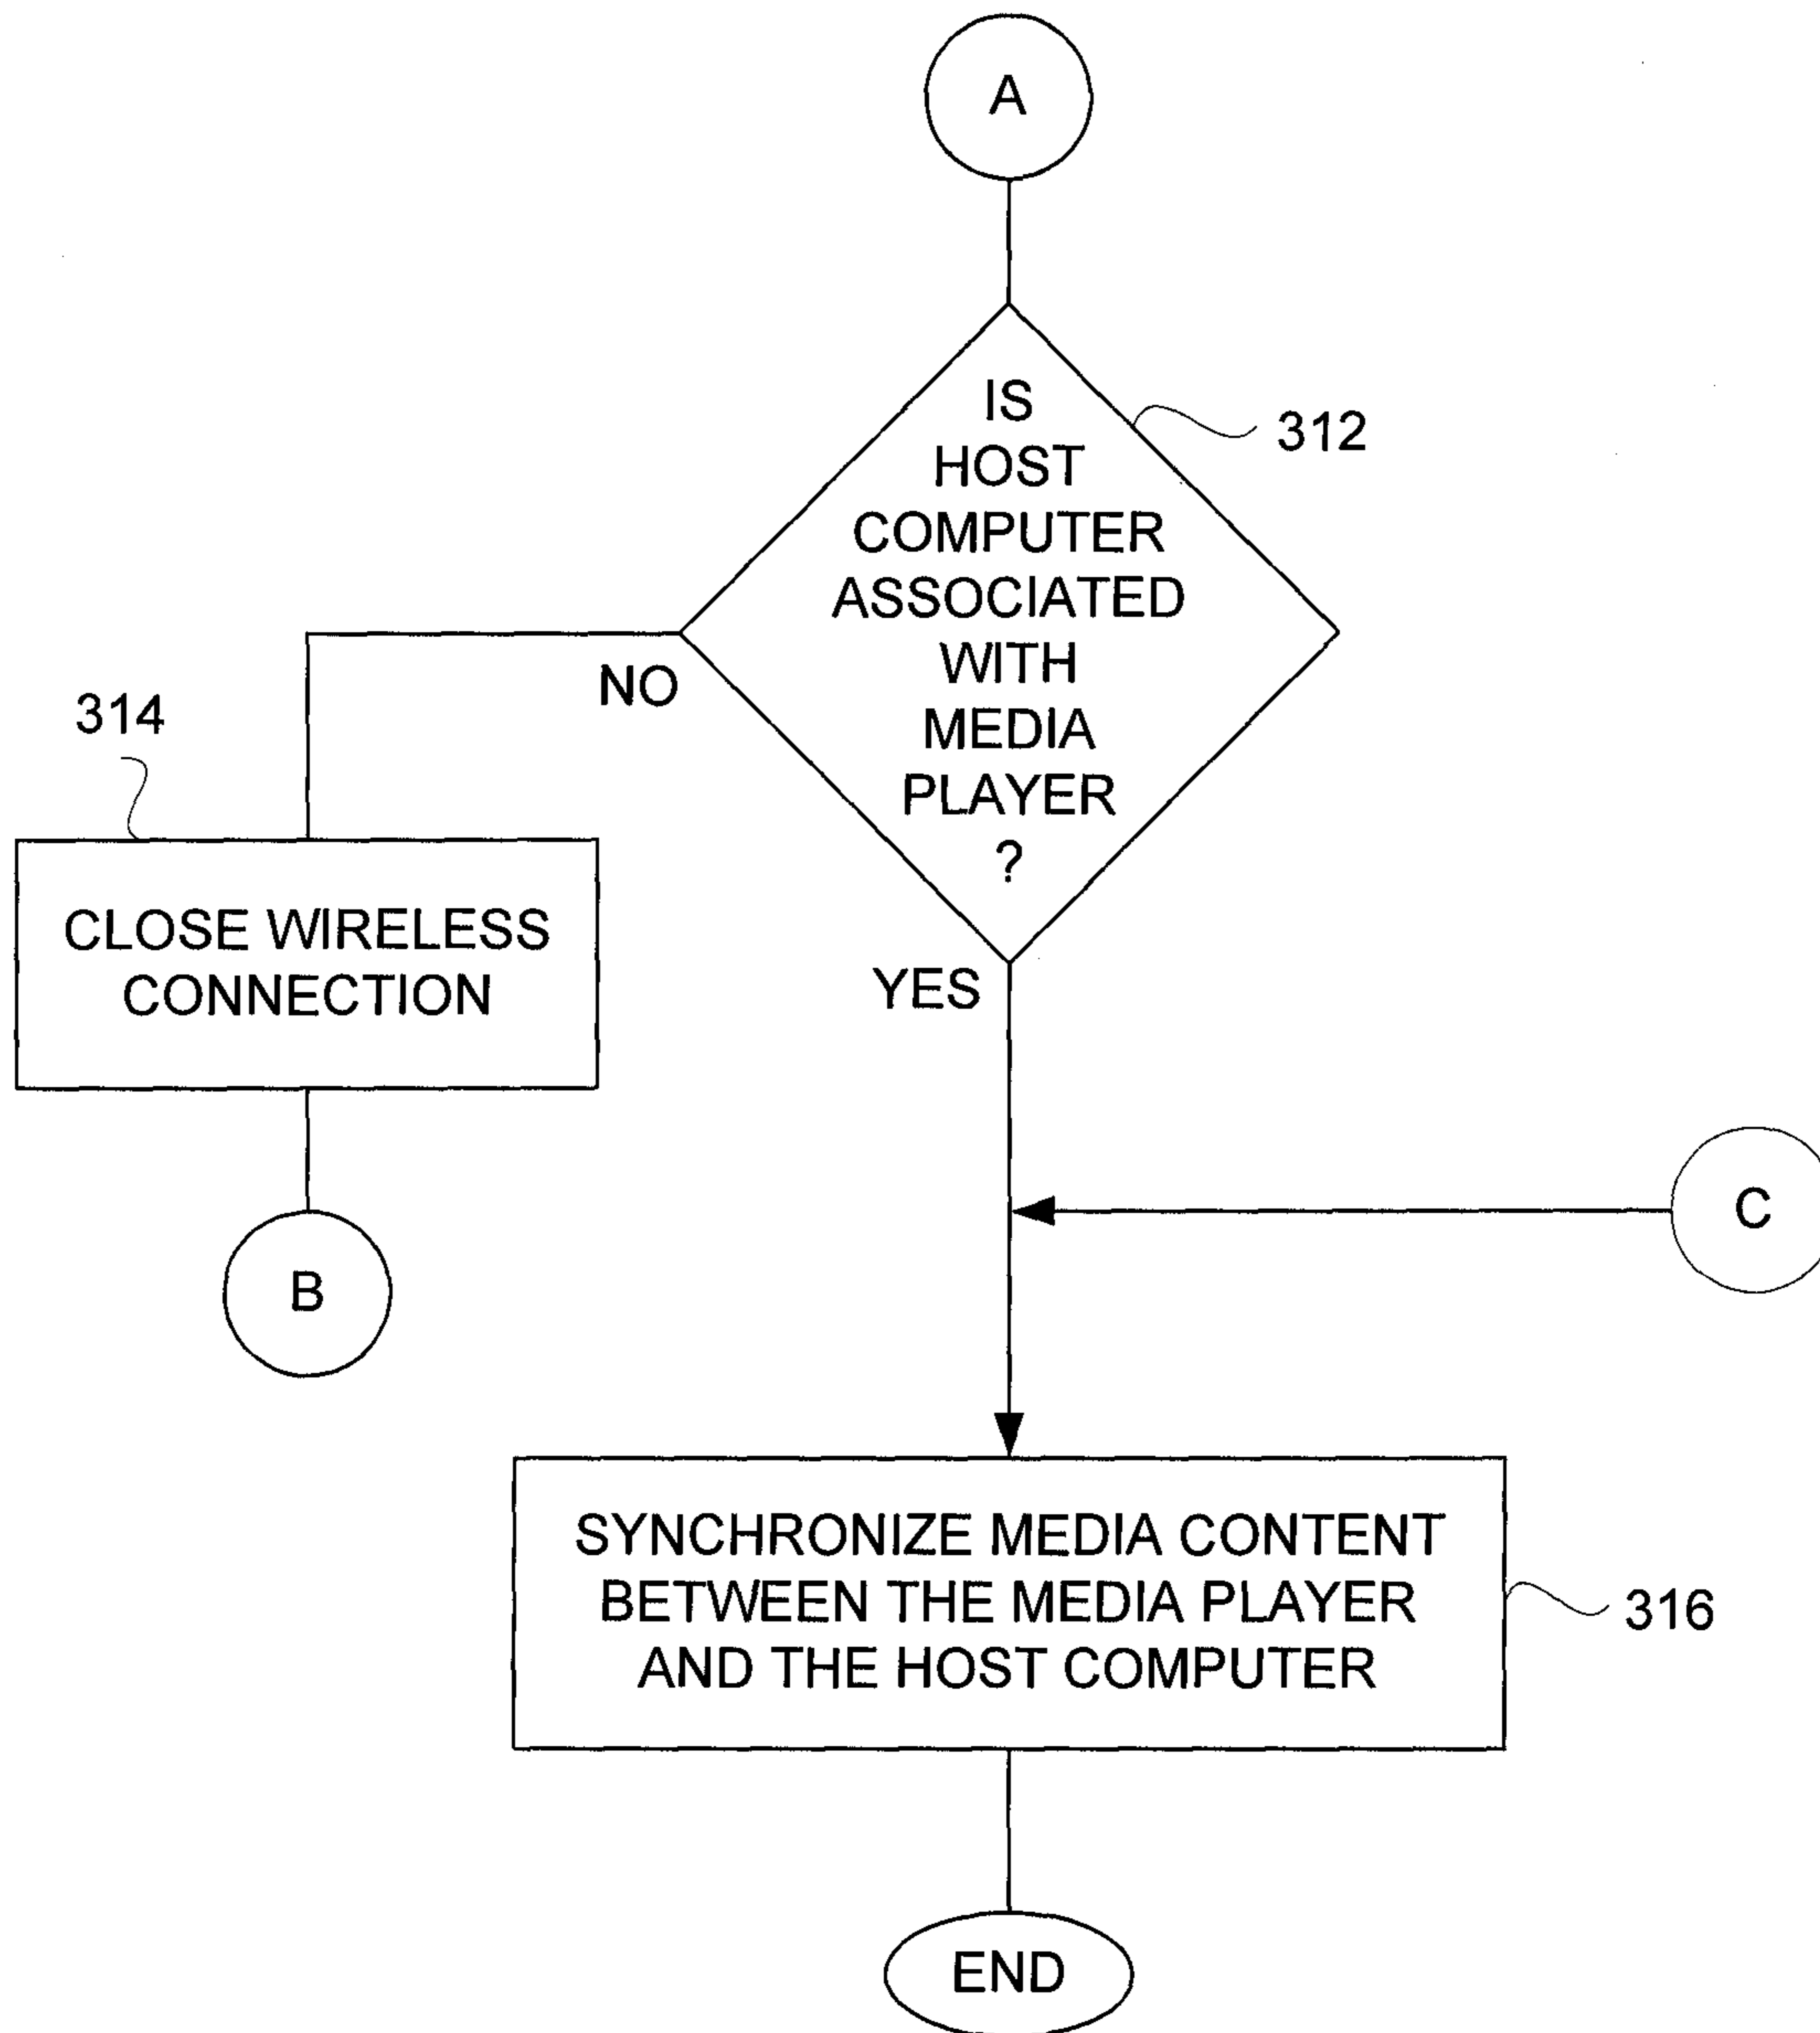 A
IS
HOST
COMPUTER
ASSOCIATED
WITH
MEDIA
PLAYER
?
312
NO
314
CLOSE WIRELESS
CONNECTION
YES
C
B
SYNCHRONIZE MEDIA CONTENT
BETWEEN THE MEDIA PLAYER
AND THE HOST COMPUTER
316
END